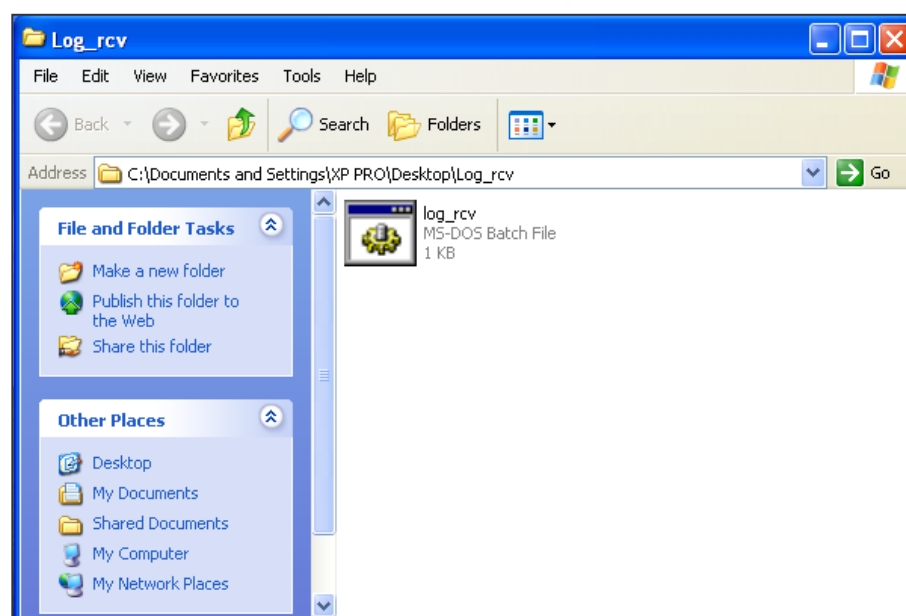 Log_rcv
File Edit View Favorites Tools Help
Back Search Folders
Address C:\Documents and Settings\XP PRO\Desktop\Log_rcv Go
File and Folder Tasks
Make a new folder
Publish this folder to
the Web
Share this folder
Other Places
Desktop
My Documents
Shared Documents
My Computer
My Network Places
log_rcv
MS-DOS Batch File
1 KB